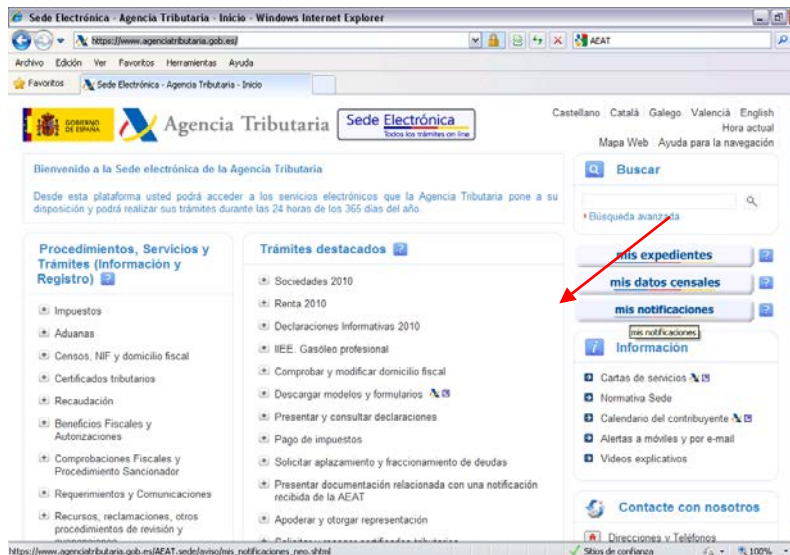 Sede Electrónica - Agencia Tributaria - Inicio - Windows Internet Explorer
https://www.agenciatributaria.gob.es/
AEAT
Archivo Edición Ver Favoritos Herramientas Ayuda
Favoritos
Sede Electrónica - Agencia Tributaria - Inicio
GOBIERNO DE ESPAÑA
Agencia Tributaria
Sede Electrónica
Todos los trámites on line
Castellano Català Galego Valencià English
Hora actual
Mapa Web Ayuda para la navegación
Bienvenido a la Sede electrónica de la Agencia Tributaria
Desde esta plataforma usted podrá acceder a los servicios electrónicos que la Agencia Tributaria pone a su
disposición y podrá realizar sus trámites durante las 24 horas de los 365 días del año.
Procedimientos, Servicios y
Trámites (Información y
Registro)
Impuestos
Aduanas
Censos, NIF y domicilio fiscal
Certificados tributarios
Recaudación
Beneficios Fiscales y
Autorizaciones
Comprobaciones Fiscales y
Procedimiento Sancionador
Requerimientos y Comunicaciones
Recursos, reclamaciones, otros
procedimientos de revisión y
Trámites destacados
Sociedades 2010
Renta 2010
Declaraciones Informativas 2010
IIEE. Gasóleo profesional
Comprobar y modificar domicilio fiscal
Descargar modelos y formularios
Presentar y consultar declaraciones
Pago de impuestos
Solicitar aplazamiento y fraccionamiento de deudas
Presentar documentación relacionada con una notificación
recibida de la AEAT
Apoderar y otorgar representación
Buscar
Búsqueda avanzada
mis expedientes
mis datos censales
mis notificaciones
mis notificaciones
Información
Cartas de servicios
Normativa Sede
Calendario del contribuyente
Alertas a móviles y por e-mail
Videos explicativos
Contacte con nosotros
Direcciones y Teléfonos
https://www.agenciatributaria.gob.es/AEAT.sede/aviso/mis_notificaciones_neo.shtml
Sitios de confianza
100%